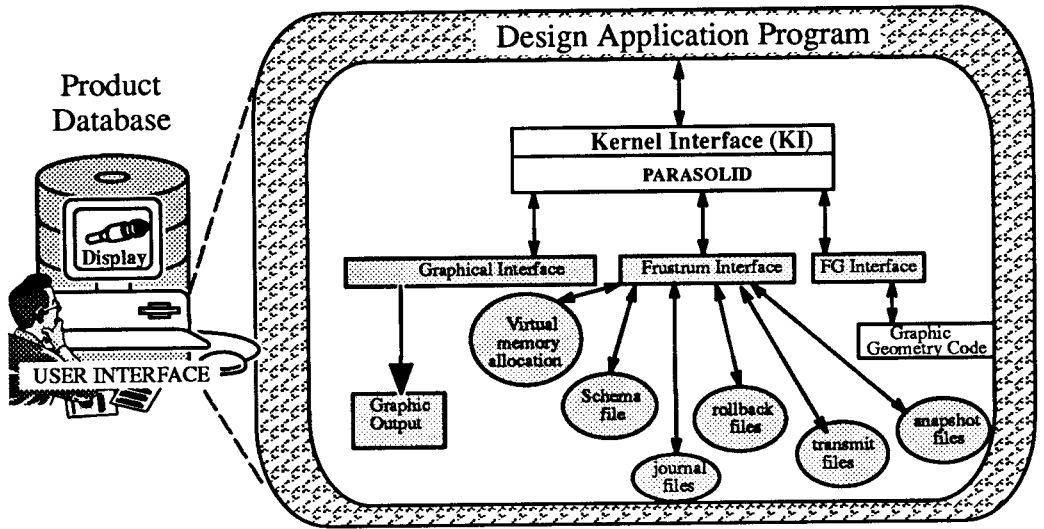 Design Application Program
Product
Database
Kernel Interface (KI)
PARASOLID
Display
Graphical Interface
Frustrum Interface
FG Interface
Virtual
memory
allocation
Graphic
Geometry Code
USER INTERFACE
Graphic
Output
Schema
file
rollback
files
transmit
files
snapshot
files
journal
files